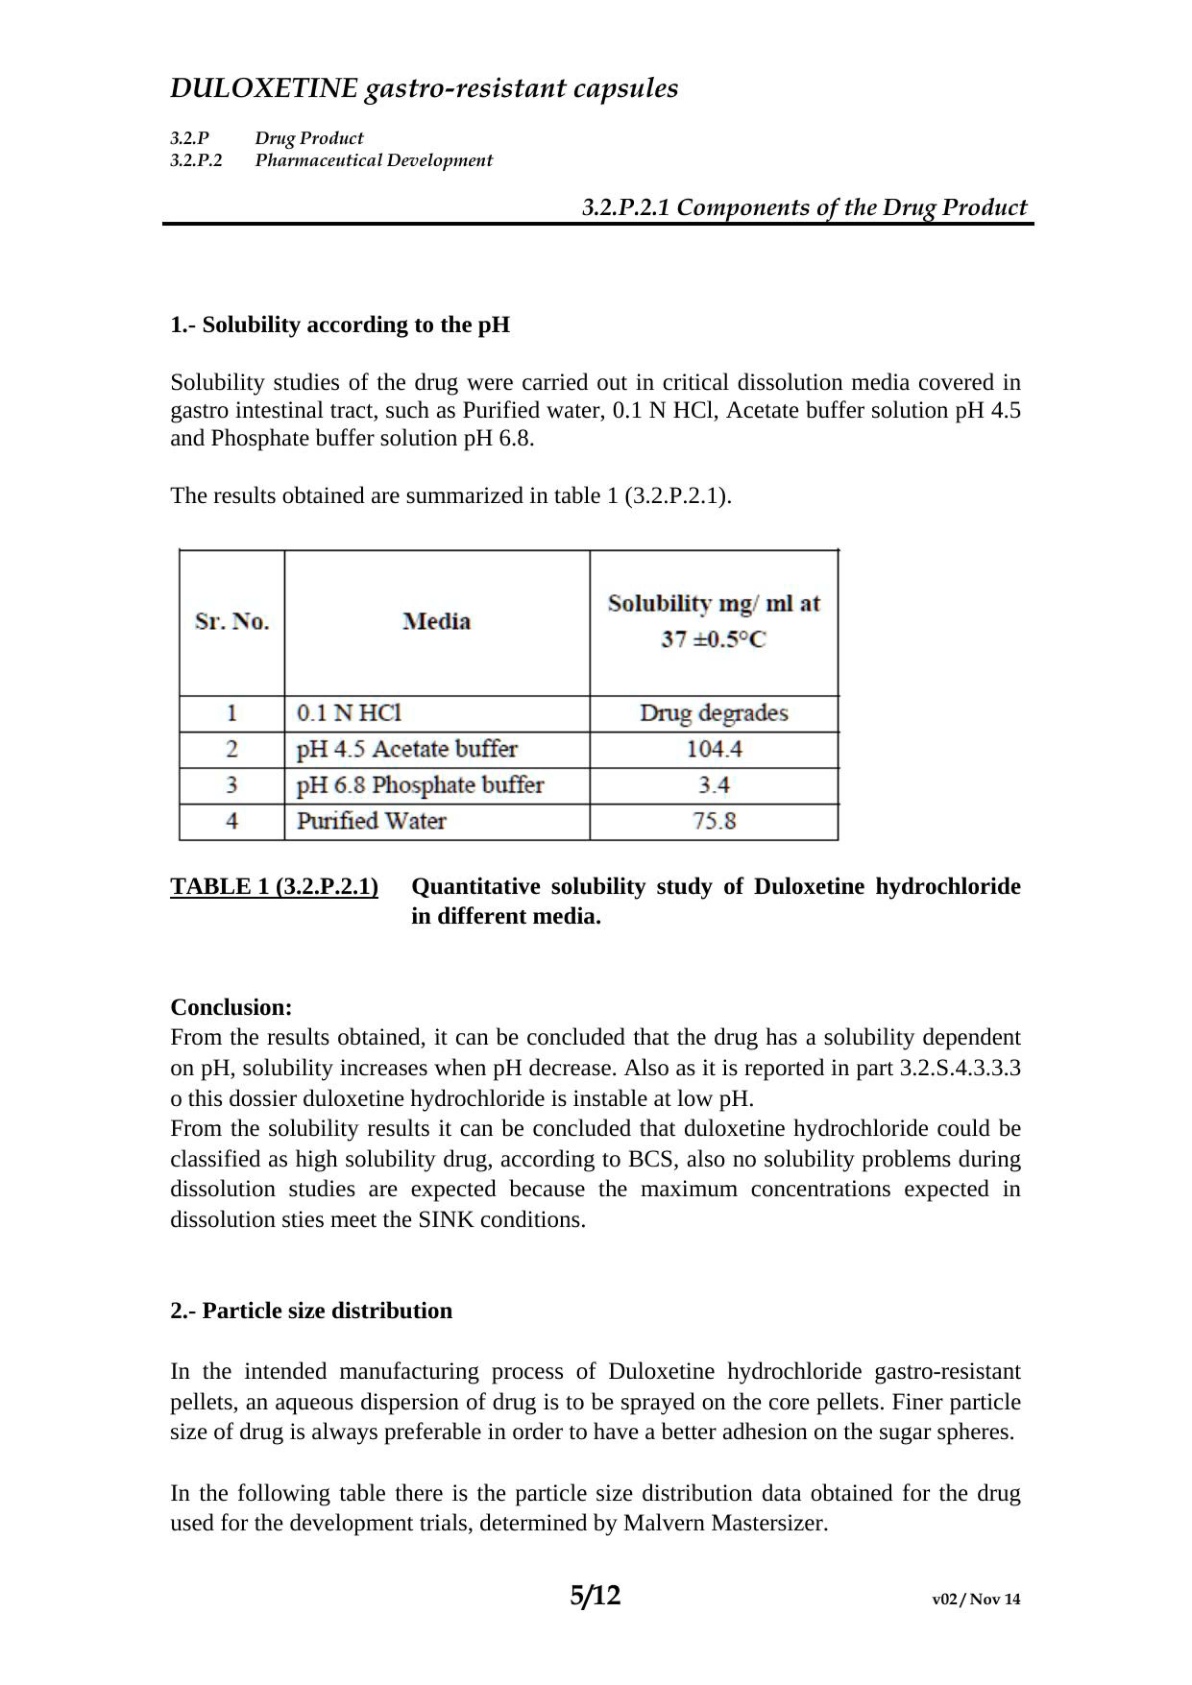 DULOXETINE gastro-resistant capsules
3.2.P Drug Product
3.2.P.2 Pharmaceutical Development
3.2.P.2.1 Components of the Drug Product
1.- Solubility according to the pH
Solubility studies of the drug were carried out in critical dissolution media covered in
gastro intestinal tract, such as Purified water, 0.1 N HCl, Acetate buffer solution pH 4.5
and Phosphate buffer solution pH 6.8.
The results obtained are summarized in table 1 (3.2.P.2.1).
Sr. No. Media Solubility mg/ ml at
37 ±0.5°C
1 0.1 N HCl Drug degrades
2 pH 4.5 Acetate buffer 104.4
3 pH 6.8 Phosphate buffer 3.4
4 Purified Water 75.8
TABLE 1 (3.2.P.2.1) Quantitative solubility study of Duloxetine hydrochloride
in different media.
Conclusion:
From the results obtained, it can be concluded that the drug has a solubility dependent
on pH, solubility increases when pH decrease. Also as it is reported in part 3.2.S.4.3.3.3
o this dossier duloxetine hydrochloride is instable at low pH.
From the solubility results it can be concluded that duloxetine hydrochloride could be
classified as high solubility drug, according to BCS, also no solubility problems during
dissolution studies are expected because the maximum concentrations expected in
dissolution sties meet the SINK conditions.
2.- Particle size distribution
In the intended manufacturing process of Duloxetine hydrochloride gastro-resistant
pellets, an aqueous dispersion of drug is to be sprayed on the core pellets. Finer particle
size of drug is always preferable in order to have a better adhesion on the sugar spheres.
In the following table there is the particle size distribution data obtained for the drug
used for the development trials, determined by Malvern Mastersizer.
5/12 v02 / Nov 14